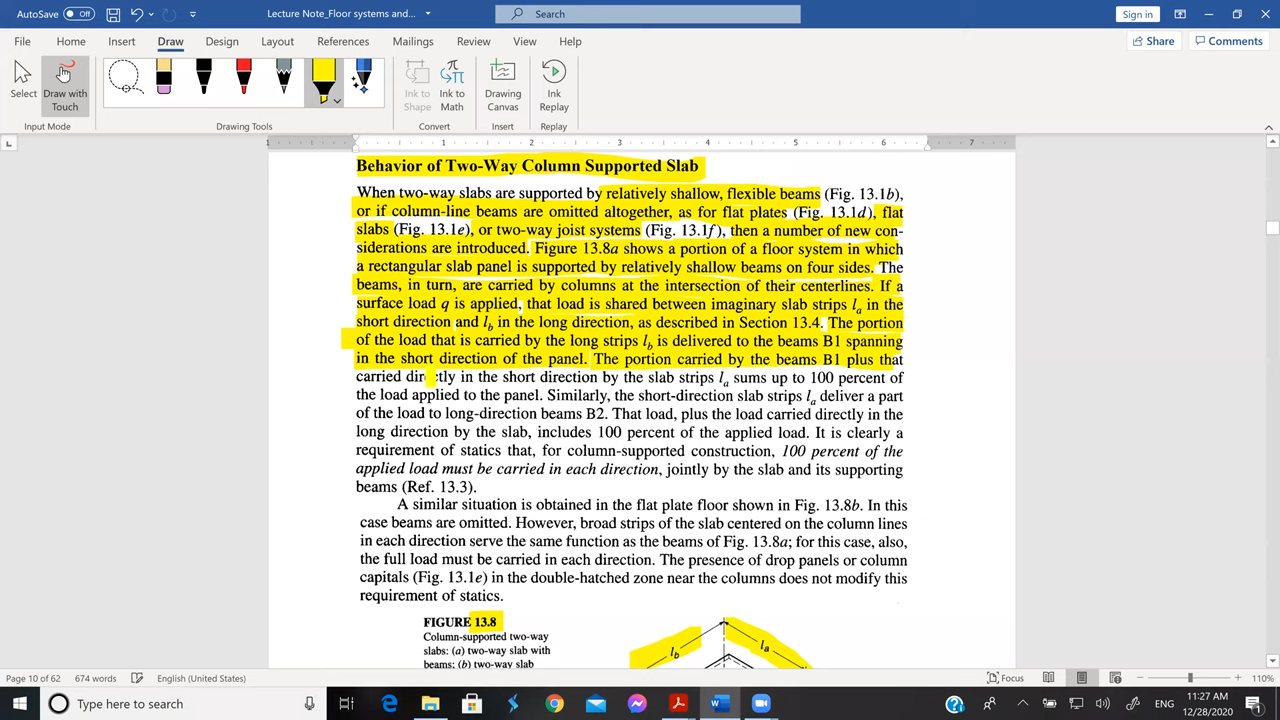 AutoSave Off Lecture Note_Floor systems and... Search Sign in
File Home Insert Draw Design Layout References Mailings Review View Help Share Comments
Select Draw with Touch Ink to Shape Ink to Math Drawing Canvas Ink Replay
Input Mode Drawing Tools Convert Insert Replay
1 1 2 3 4 5 6 7
Behavior of Two-Way Column Supported Slab
When two-way slabs are supported by relatively shallow, flexible beams (Fig. 13.1b),
or if column-line beams are omitted altogether, as for flat plates (Fig. 13.1d), flat
slabs (Fig. 13.1e), or two-way joist systems (Fig. 13.1f), then a number of new con-
siderations are introduced. Figure 13.8a shows a portion of a floor system in which
a rectangular slab panel is supported by relatively shallow beams on four sides. The
beams, in turn, are carried by columns at the intersection of their centerlines. If a
surface load q is applied, that load is shared between imaginary slab strips la in the
short direction and lb in the long direction, as described in Section 13.4. The portion
of the load that is carried by the long strips lb is delivered to the beams B1 spanning
in the short direction of the panel. The portion carried by the beams B1 plus that
carried directly in the short direction by the slab strips la sums up to 100 percent of
the load applied to the panel. Similarly, the short-direction slab strips la deliver a part
of the load to long-direction beams B2. That load, plus the load carried directly in the
long direction by the slab, includes 100 percent of the applied load. It is clearly a
requirement of statics that, for column-supported construction, 100 percent of the
applied load must be carried in each direction, jointly by the slab and its supporting
beams (Ref. 13.3).
A similar situation is obtained in the flat plate floor shown in Fig. 13.8b. In this
case beams are omitted. However, broad strips of the slab centered on the column lines
in each direction serve the same function as the beams of Fig. 13.8a; for this case, also,
the full load must be carried in each direction. The presence of drop panels or column
capitals (Fig. 13.1e) in the double-hatched zone near the columns does not modify this
requirement of statics.
FIGURE 13.8
Column-supported two-way
slabs: (a) two-way slab with
beams; (b) two-way slab
lb la
Page 10 of 62 674 words English (United States) Focus 110%
Type here to search ENG 11:27 AM
12/28/2020